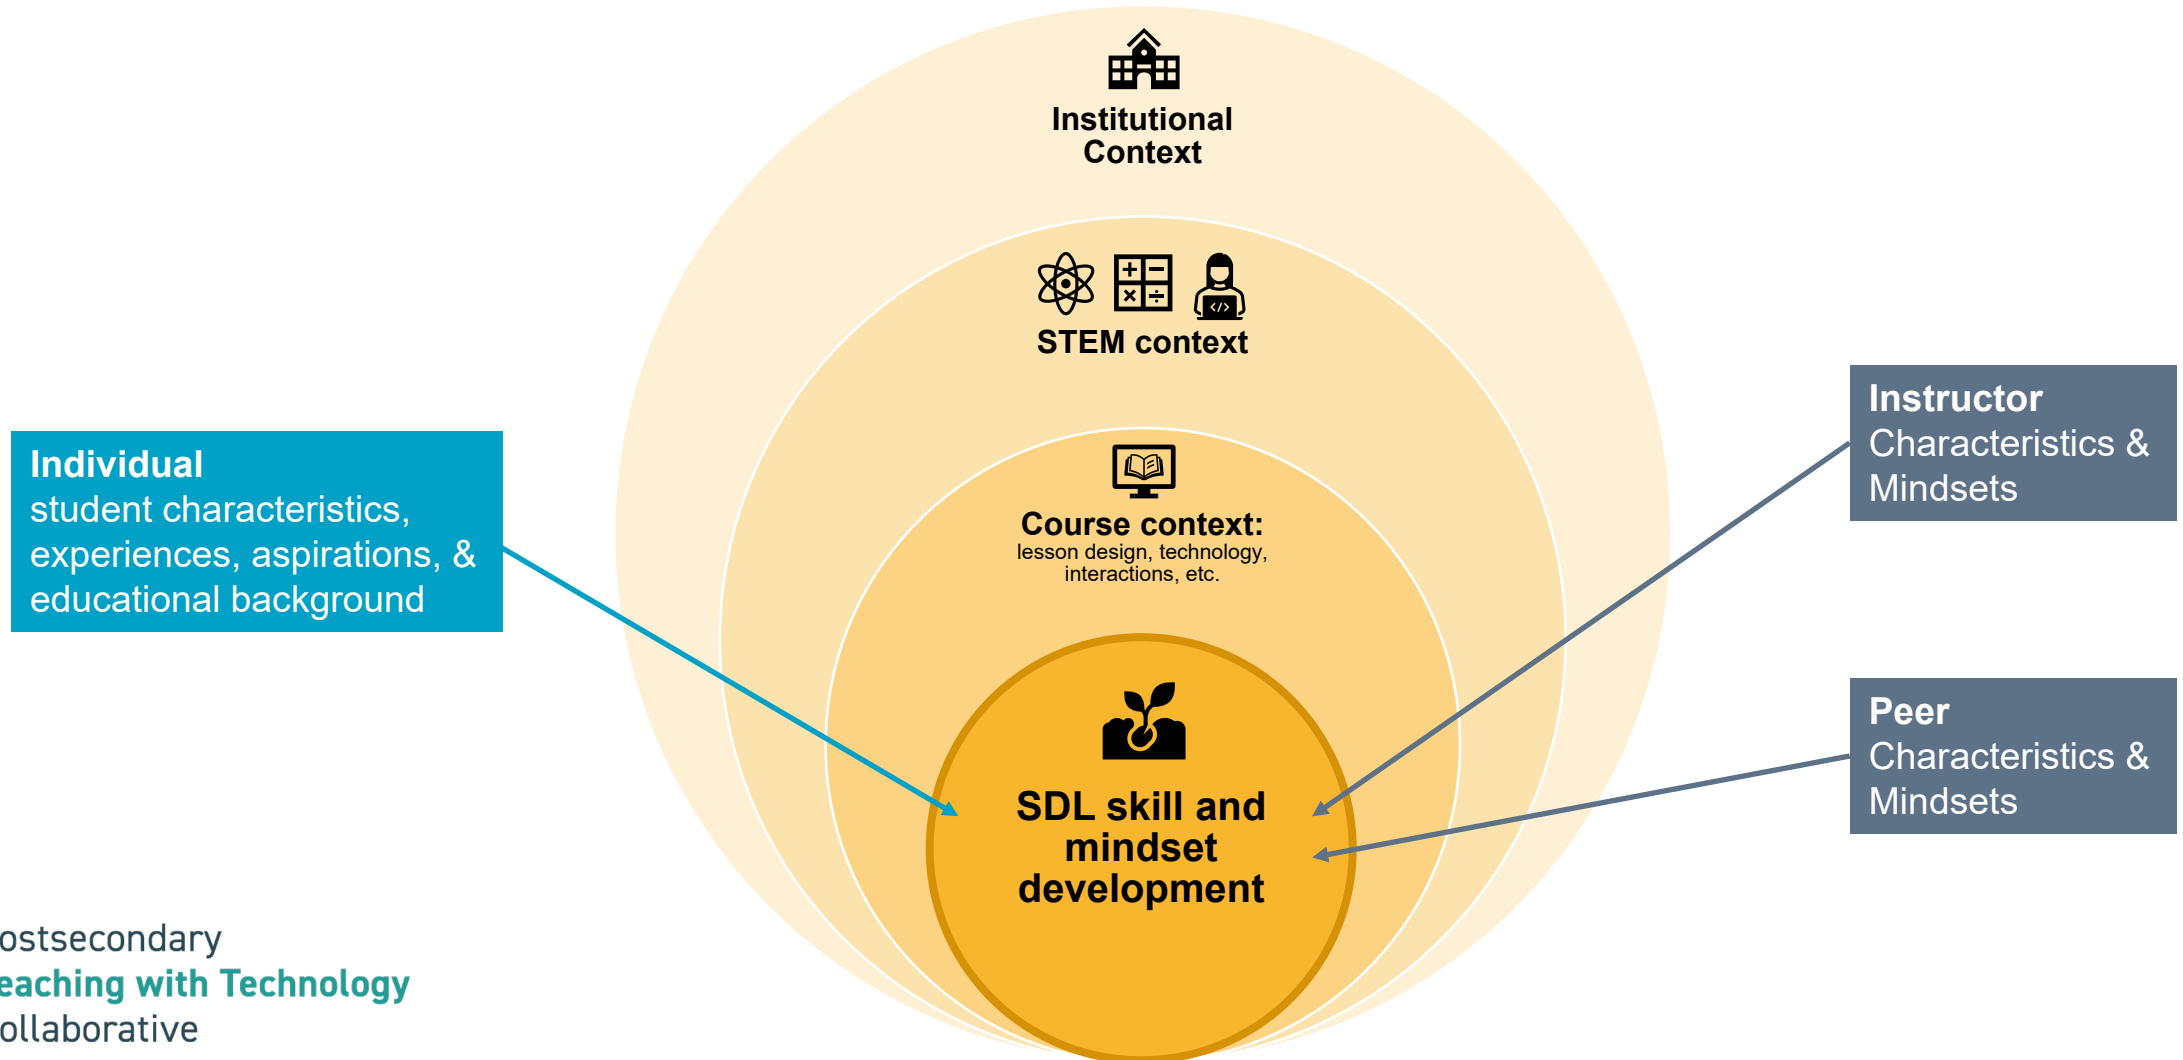 Institutional
Context
STEM context
Course context:
lesson design, technology,
interactions, etc.
SDL skill and
mindset
development
Individual
student characteristics,
experiences, aspirations, &
educational background
Instructor
Characteristics &
Mindsets
Peer
Characteristics &
Mindsets
ostsecondary
eaching with Technology
ollaborative